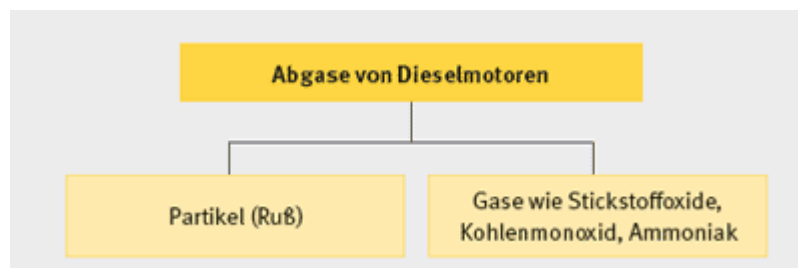 Abgase von Dieselmotoren
Partikel (Ruß)
Gase wie Stickstoffoxide,
Kohlenmonoxid, Ammoniak